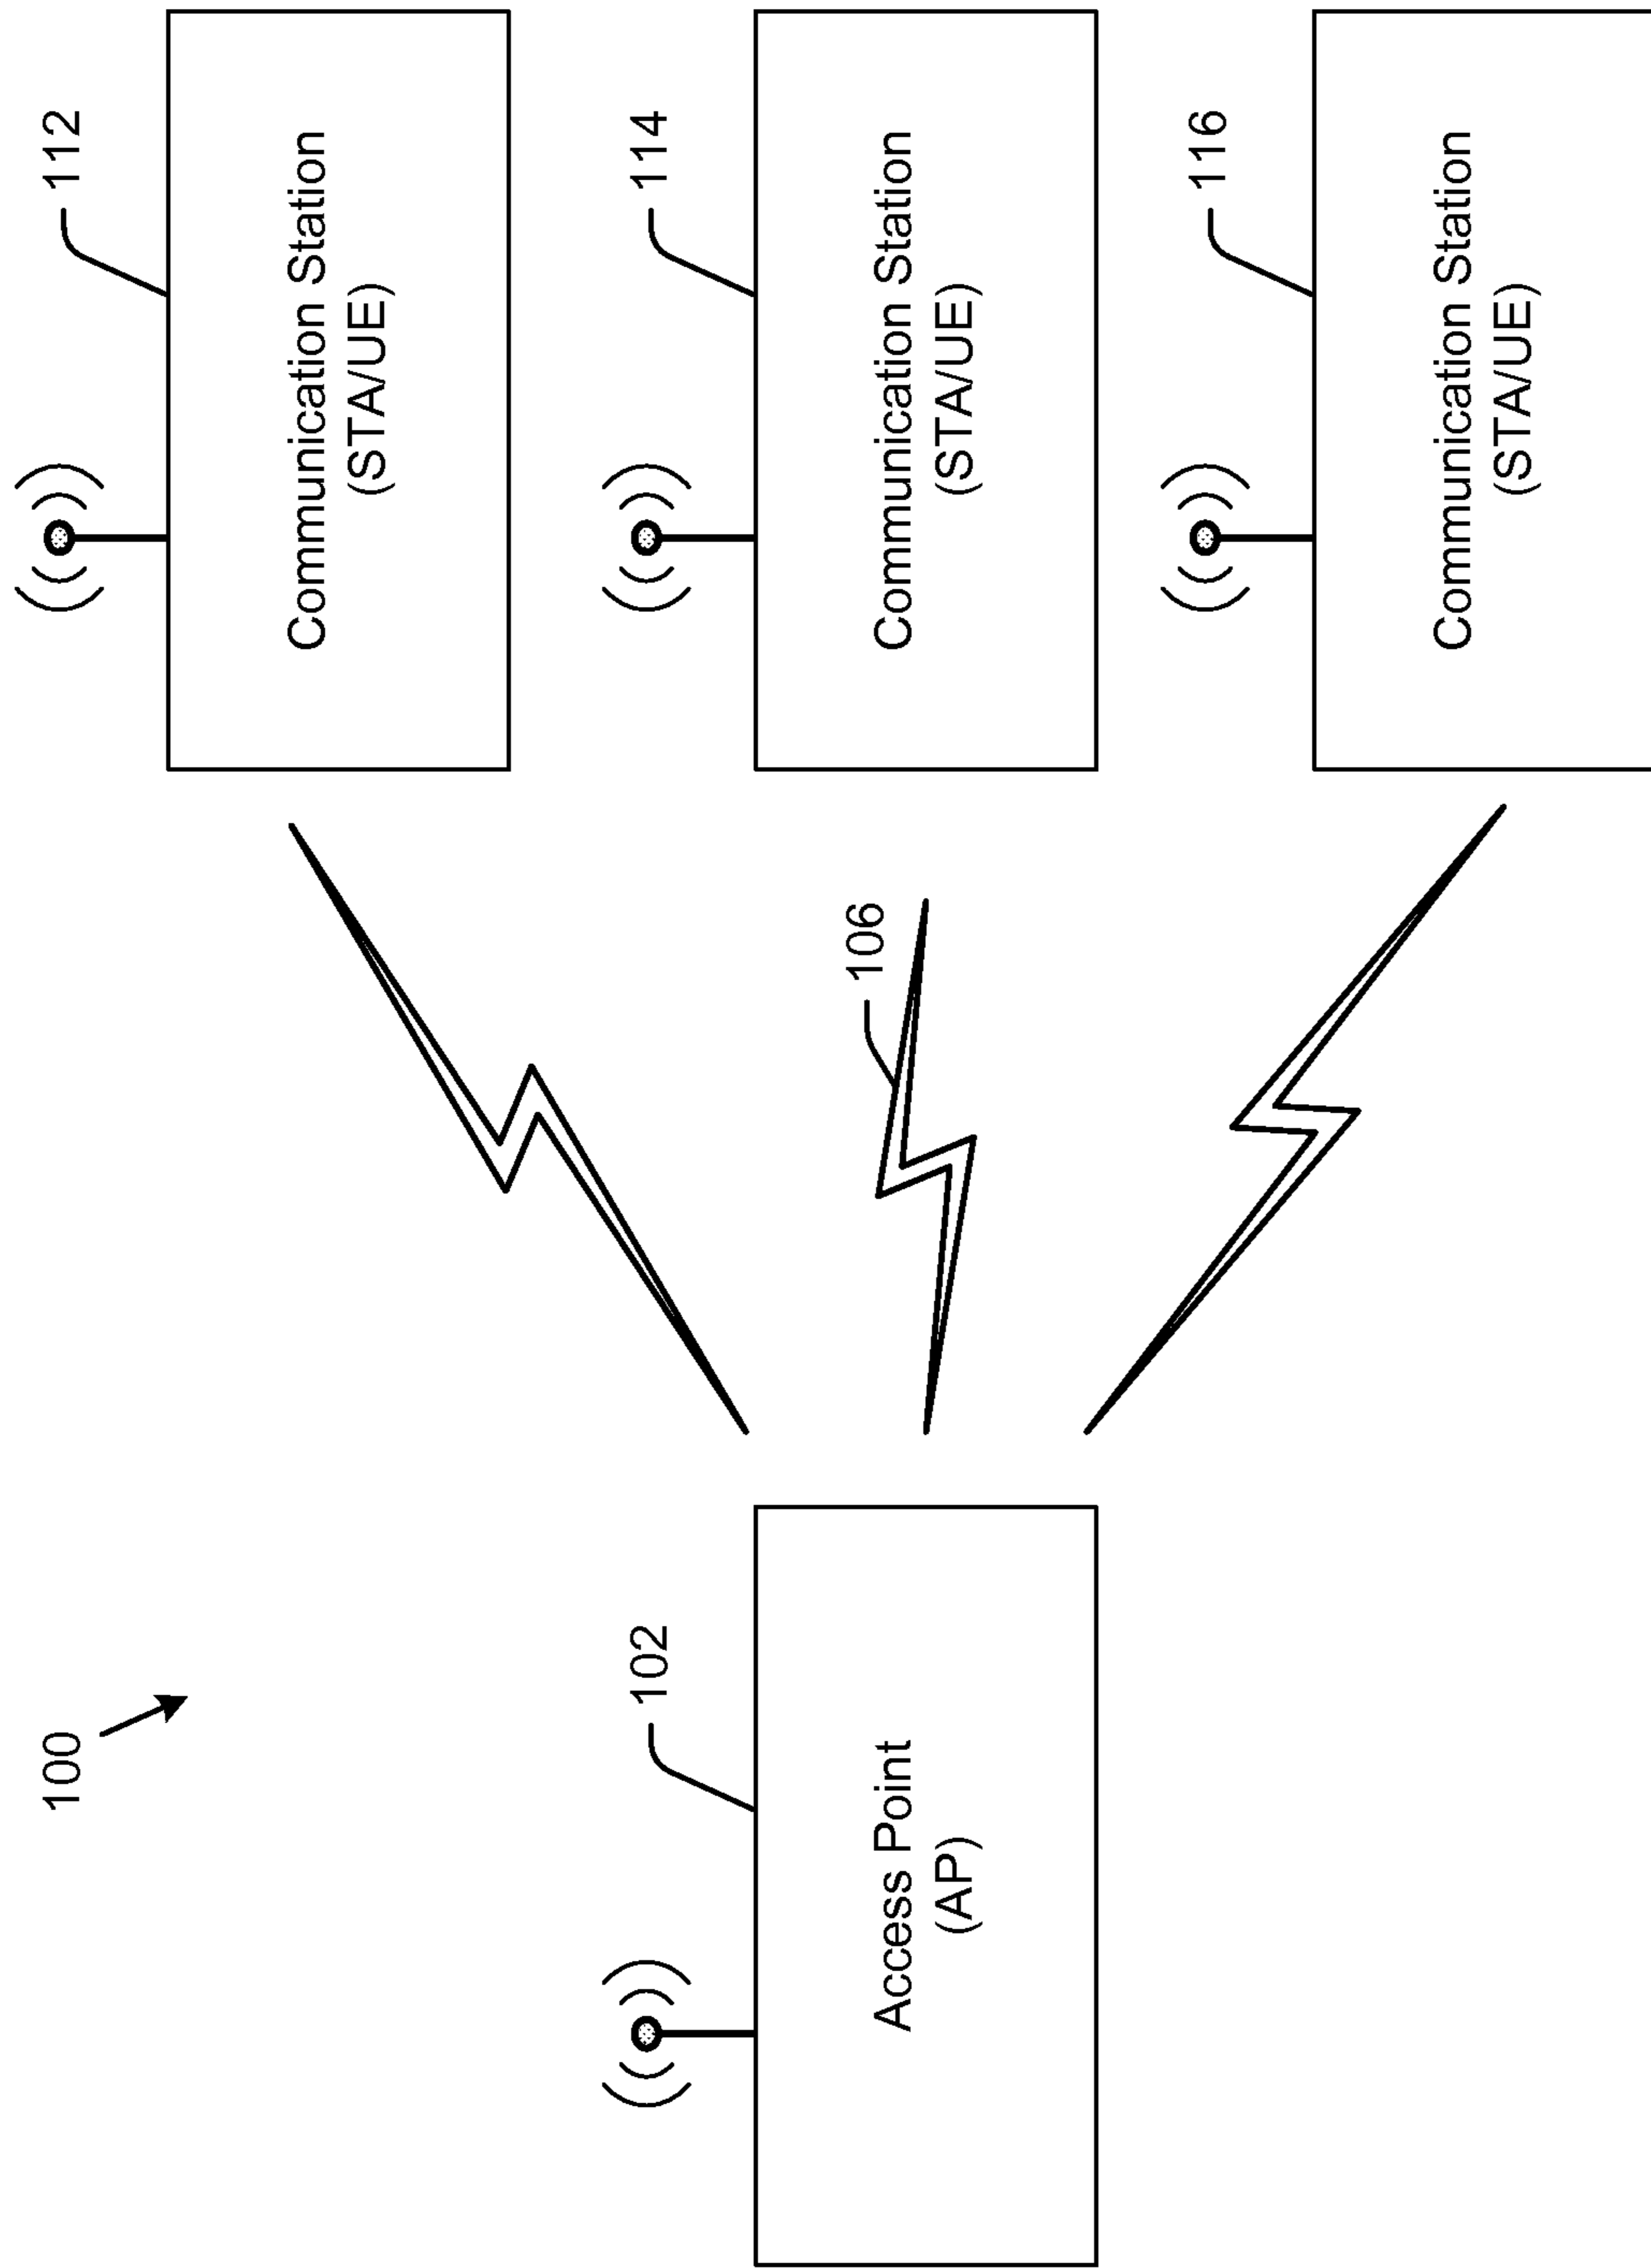 100
102
Access Point
(AP)
106
112
Communication Station
(STA/UE)
114
Communication Station
(STA/UE)
116
Communication Station
(STA/UE)